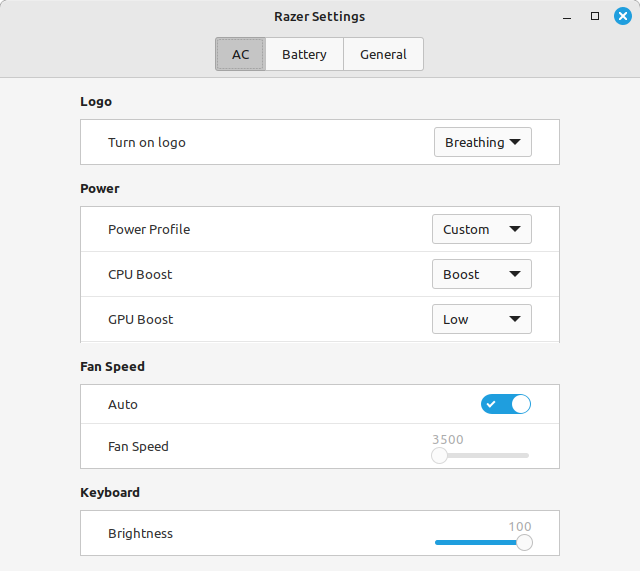 Razer Settings
AC Battery General
Logo
Turn on logo Breathing
Power
Power Profile Custom
CPU Boost Boost
GPU Boost Low
Fan Speed
Auto
Fan Speed 3500
Keyboard
Brightness 100